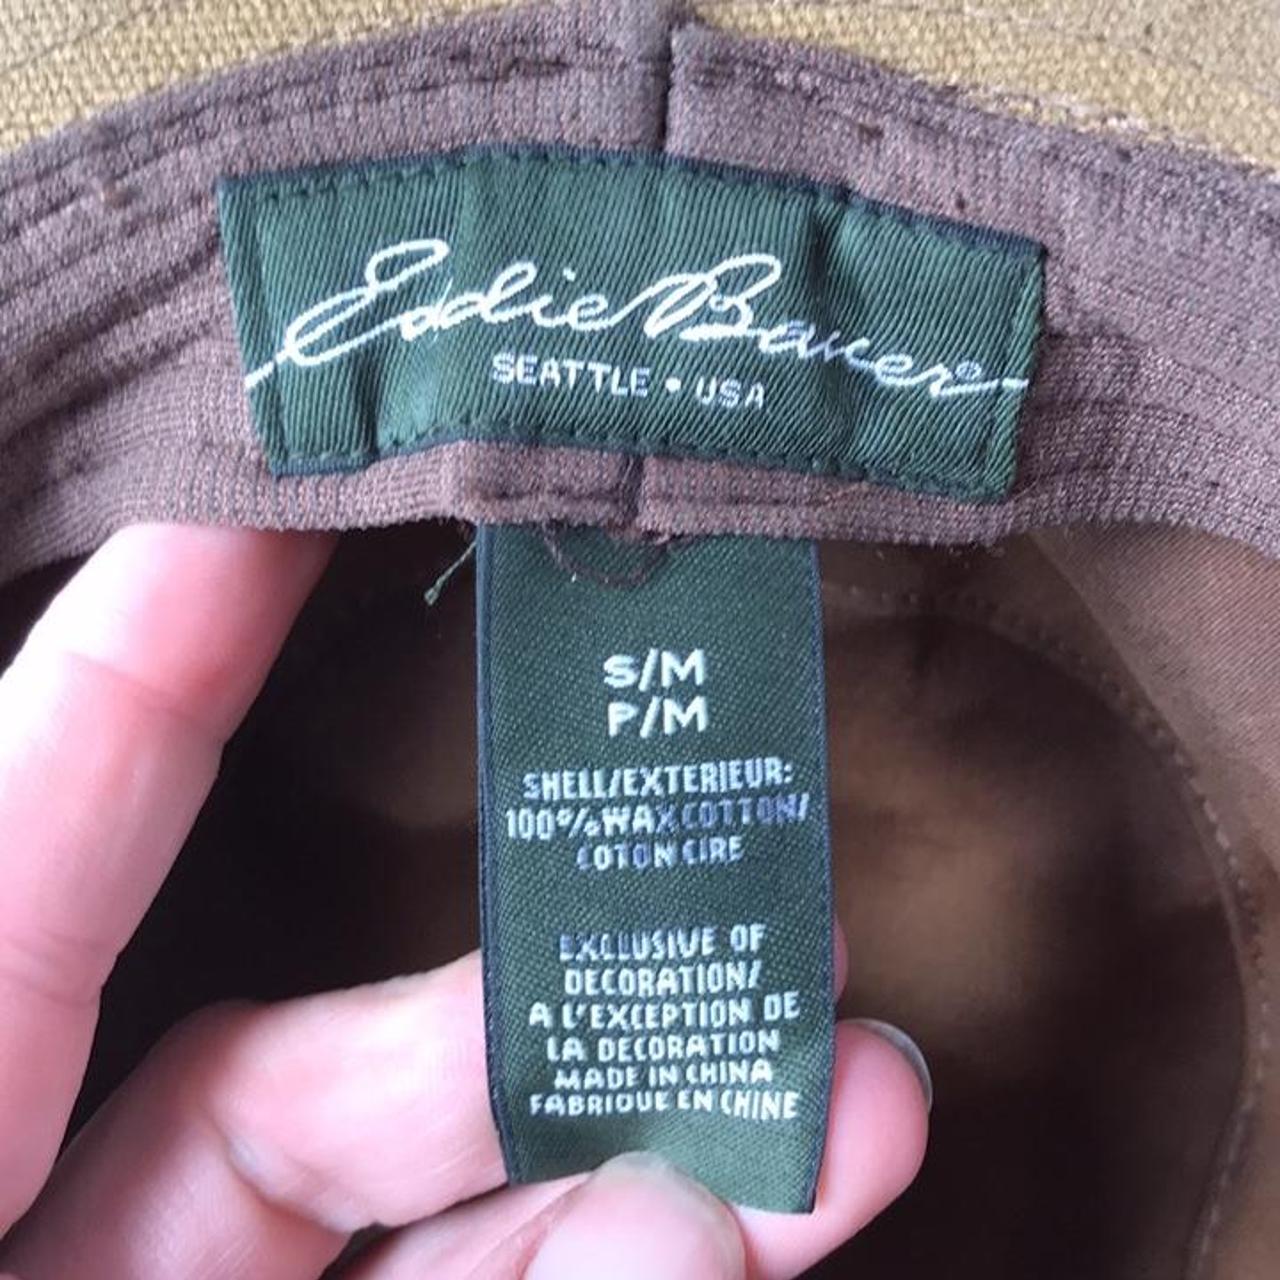 Eddie Bauer®
SEATTLE • USA
S/M
P/M
SHELL/EXTERIEUR:
100% WAX COTTON/
COTON CIRE
EXCLUSIVE OF
DECORATION/
A L'EXCEPTION DE
LA DECORATION
MADE IN CHINA
FABRIQUE EN CHINE